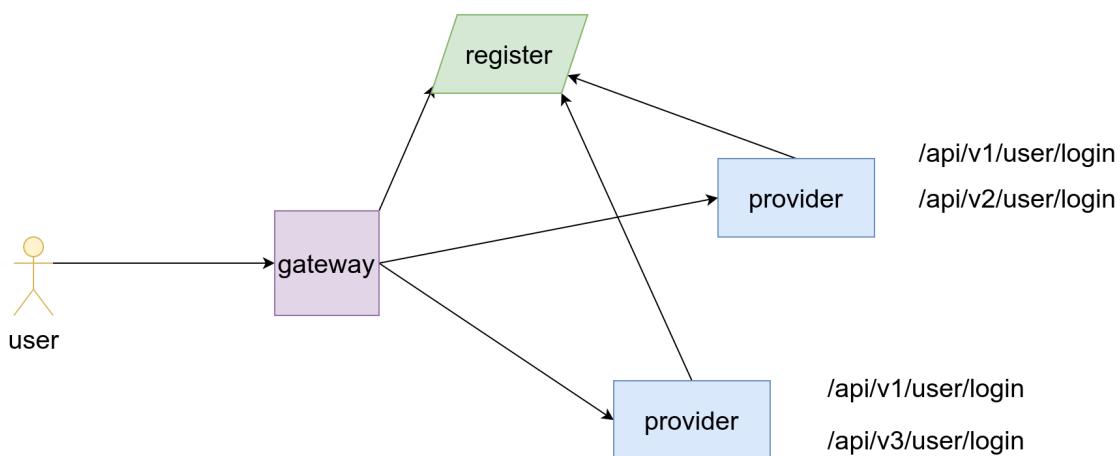 register
/api/v1/user/login
provider
/api/v2/user/login
gateway
user
/api/v1/user/login
provider
/api/v3/user/login